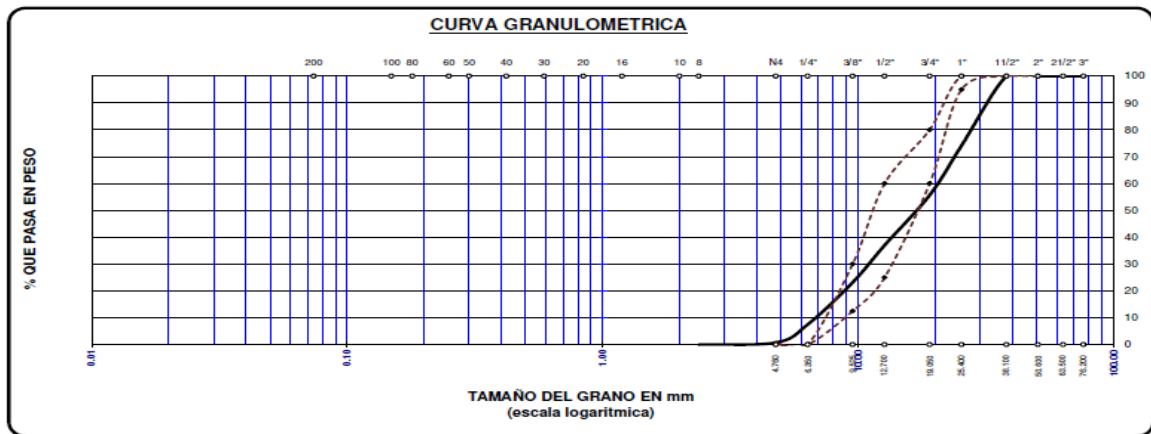 CURVA GRANULOMETRICA
200 100 80 60 50 40 30 20 16 10 8 N4 1/4" 3/8" 1/2" 3/4" 1" 11/2" 2" 21/2" 3"
100
90
80
70
60
50
40
30
20
10
0
% QUE PASA EN PESO
0.01 0.10 1.00 10.00 100.00
4.760 6.350 9.525 12.700 19.050 25.400 38.100 50.800 63.500 76.200
TAMAÑO DEL GRANO EN mm
(escala logaritmica)